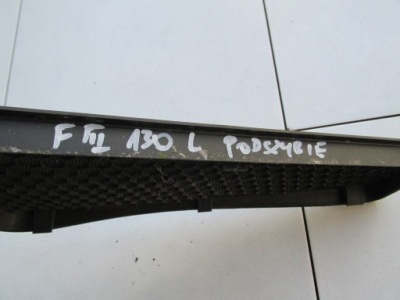 F III 130 L PODSZYBIE